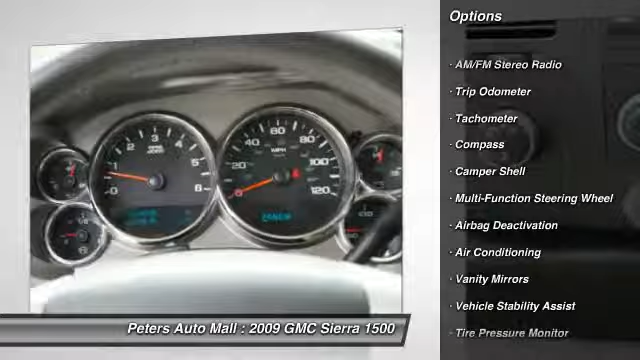 Options
· AM/FM Stereo Radio
· Trip Odometer
· Tachometer
· Compass
· Camper Shell
· Multi-Function Steering Wheel
· Airbag Deactivation
· Air Conditioning
· Vanity Mirrors
· Vehicle Stability Assist
· Tire Pressure Monitor
0 1 2 3 4 5 6
0 20 40 60 80 100 120
MPH
Peters Auto Mall : 2009 GMC Sierra 1500